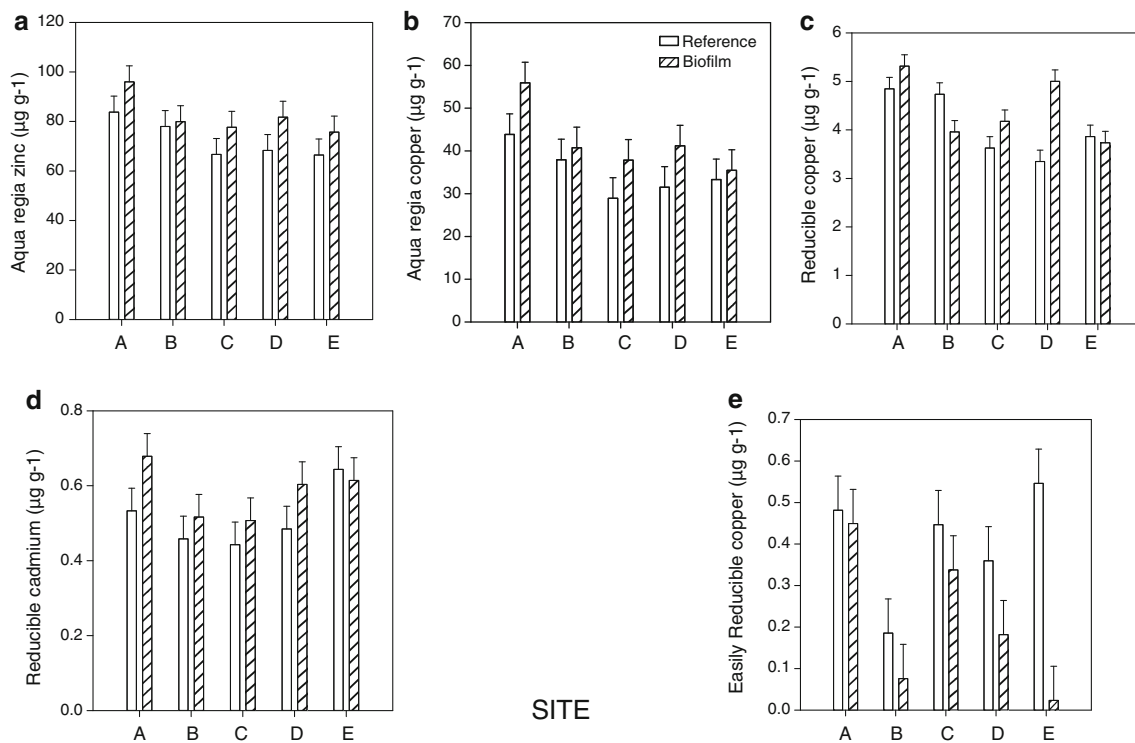 a
120
100
80
60
40
20
0
Aqua regia zinc (µg g-1)
A B C D E
b
70
60
50
40
30
20
10
0
Aqua regia copper (µg g-1)
Reference
Biofilm
A B C D E
c
6
5
4
3
2
1
0
Reducible copper (µg g-1)
A B C D E
d
0.8
0.6
0.4
0.2
0.0
Reducible cadmium (µg g-1)
A B C D E
SITE
e
0.7
0.6
0.5
0.4
0.3
0.2
0.1
0.0
Easily Reducible copper (µg g-1)
A B C D E